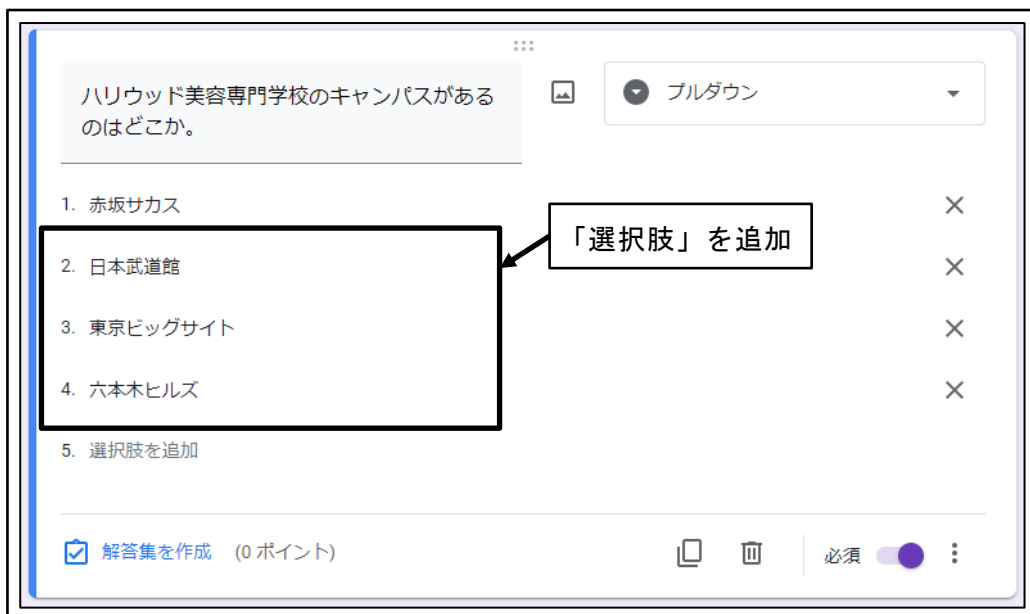 ハリウッド美容専門学校のキャンパスがある
のはどこか。
プルダウン
1. 赤坂サカス
「選択肢」を追加
2. 日本武道館
3. 東京ビッグサイト
4. 六本木ヒルズ
5. 選択肢を追加
解答集を作成 (0 ポイント)
必須